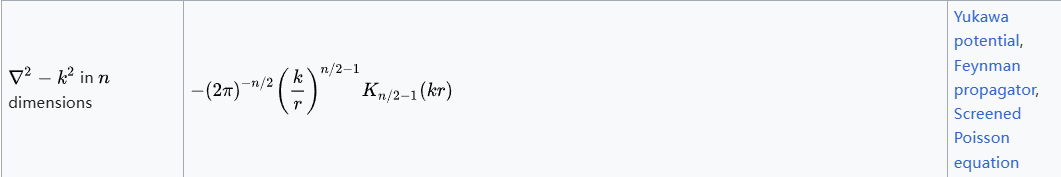 ∇² − k² in n
dimensions
−(2π)^{−n/2} (k/r)^{n/2−1} K_{n/2−1}(kr)
Yukawa
potential,
Feynman
propagator,
Screened
Poisson
equation